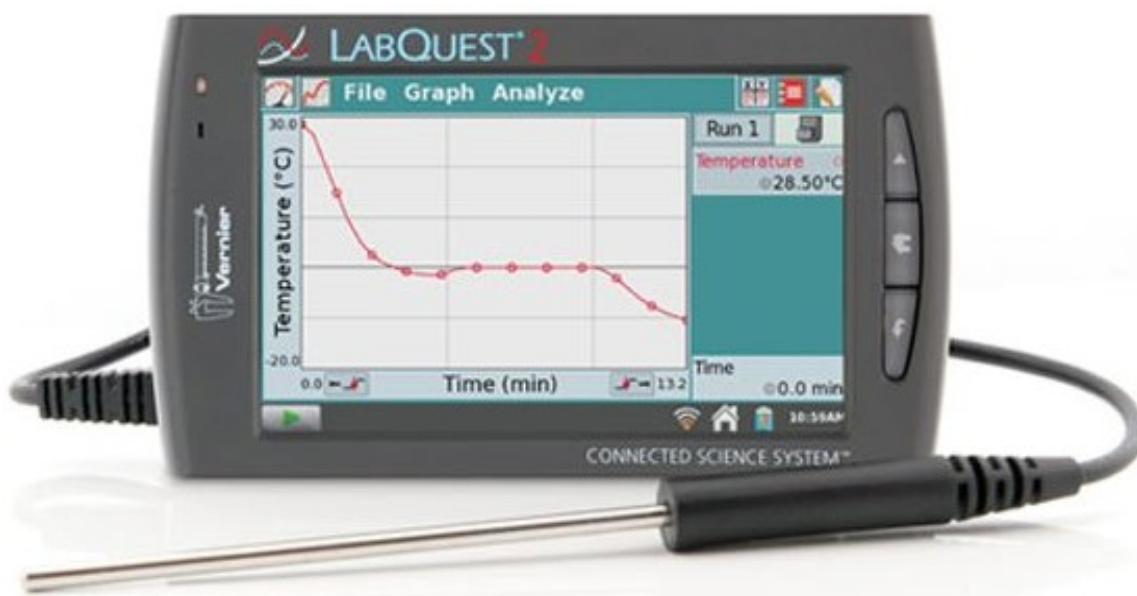 LABQUEST® 2
File Graph Analyze
30.0
Temperature (°C)
-20.0
0.0
Time (min)
13.2
Run 1
Temperature
28.50°C
Time
0.0 min
10:59AM
Vernier
CONNECTED SCIENCE SYSTEM™